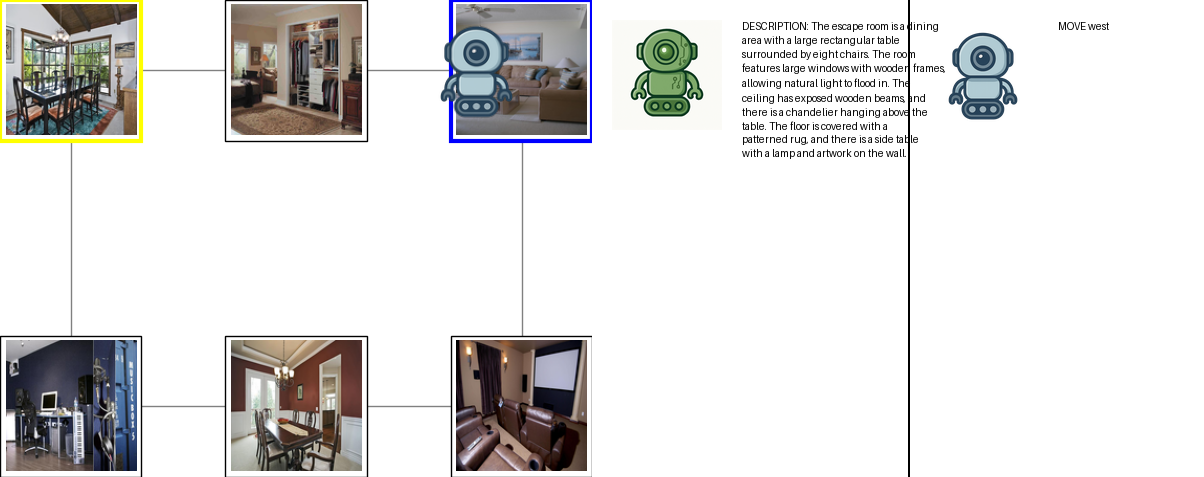 DESCRIPTION: The escape room is a dining
area with a large rectangular table
surrounded by eight chairs. The room
features large windows with wooden frames,
allowing natural light to flood in. The
ceiling has exposed wooden beams, and
there is a chandelier hanging above the
table. The floor is covered with a
patterned rug, and there is a side table
with a lamp and artwork on the wall.
MOVE west
MUSIC BOX 5